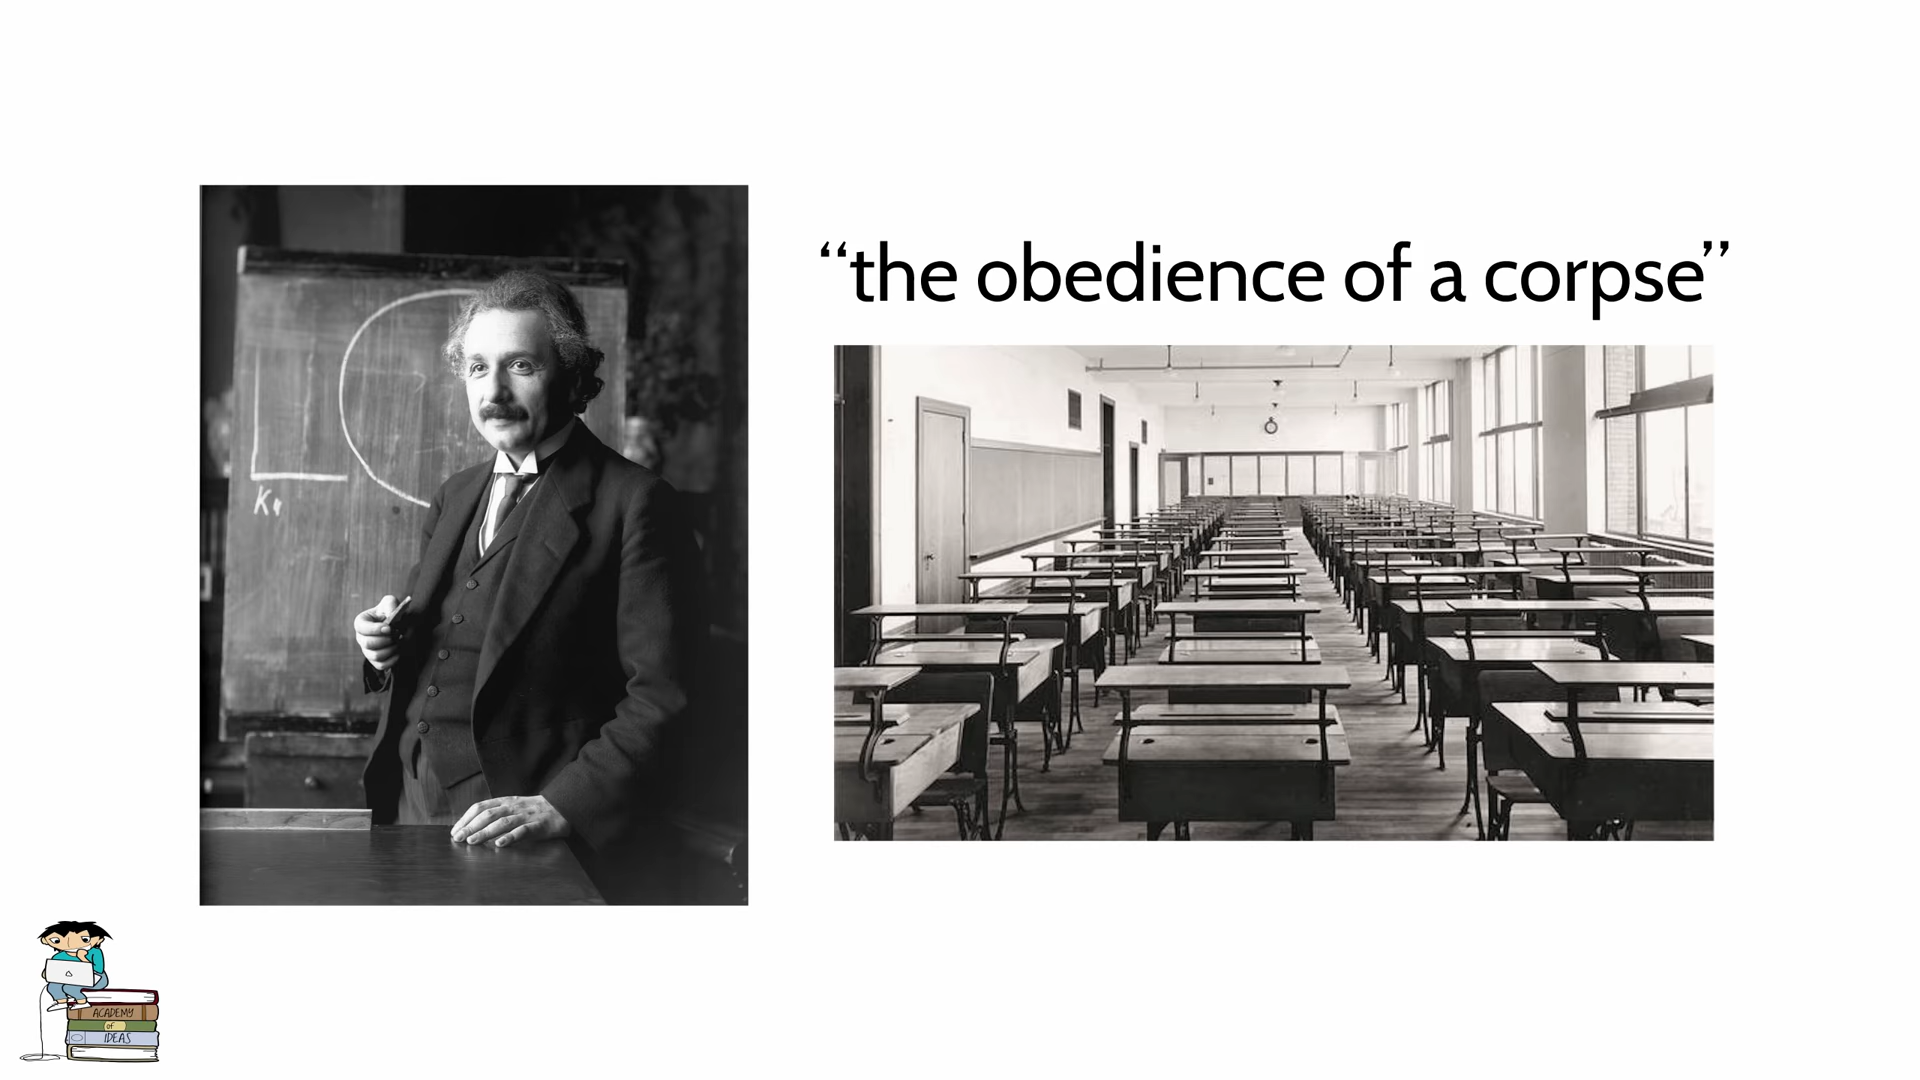 “the obedience of a corpse”
K
ACADEMY
of
IDEAS